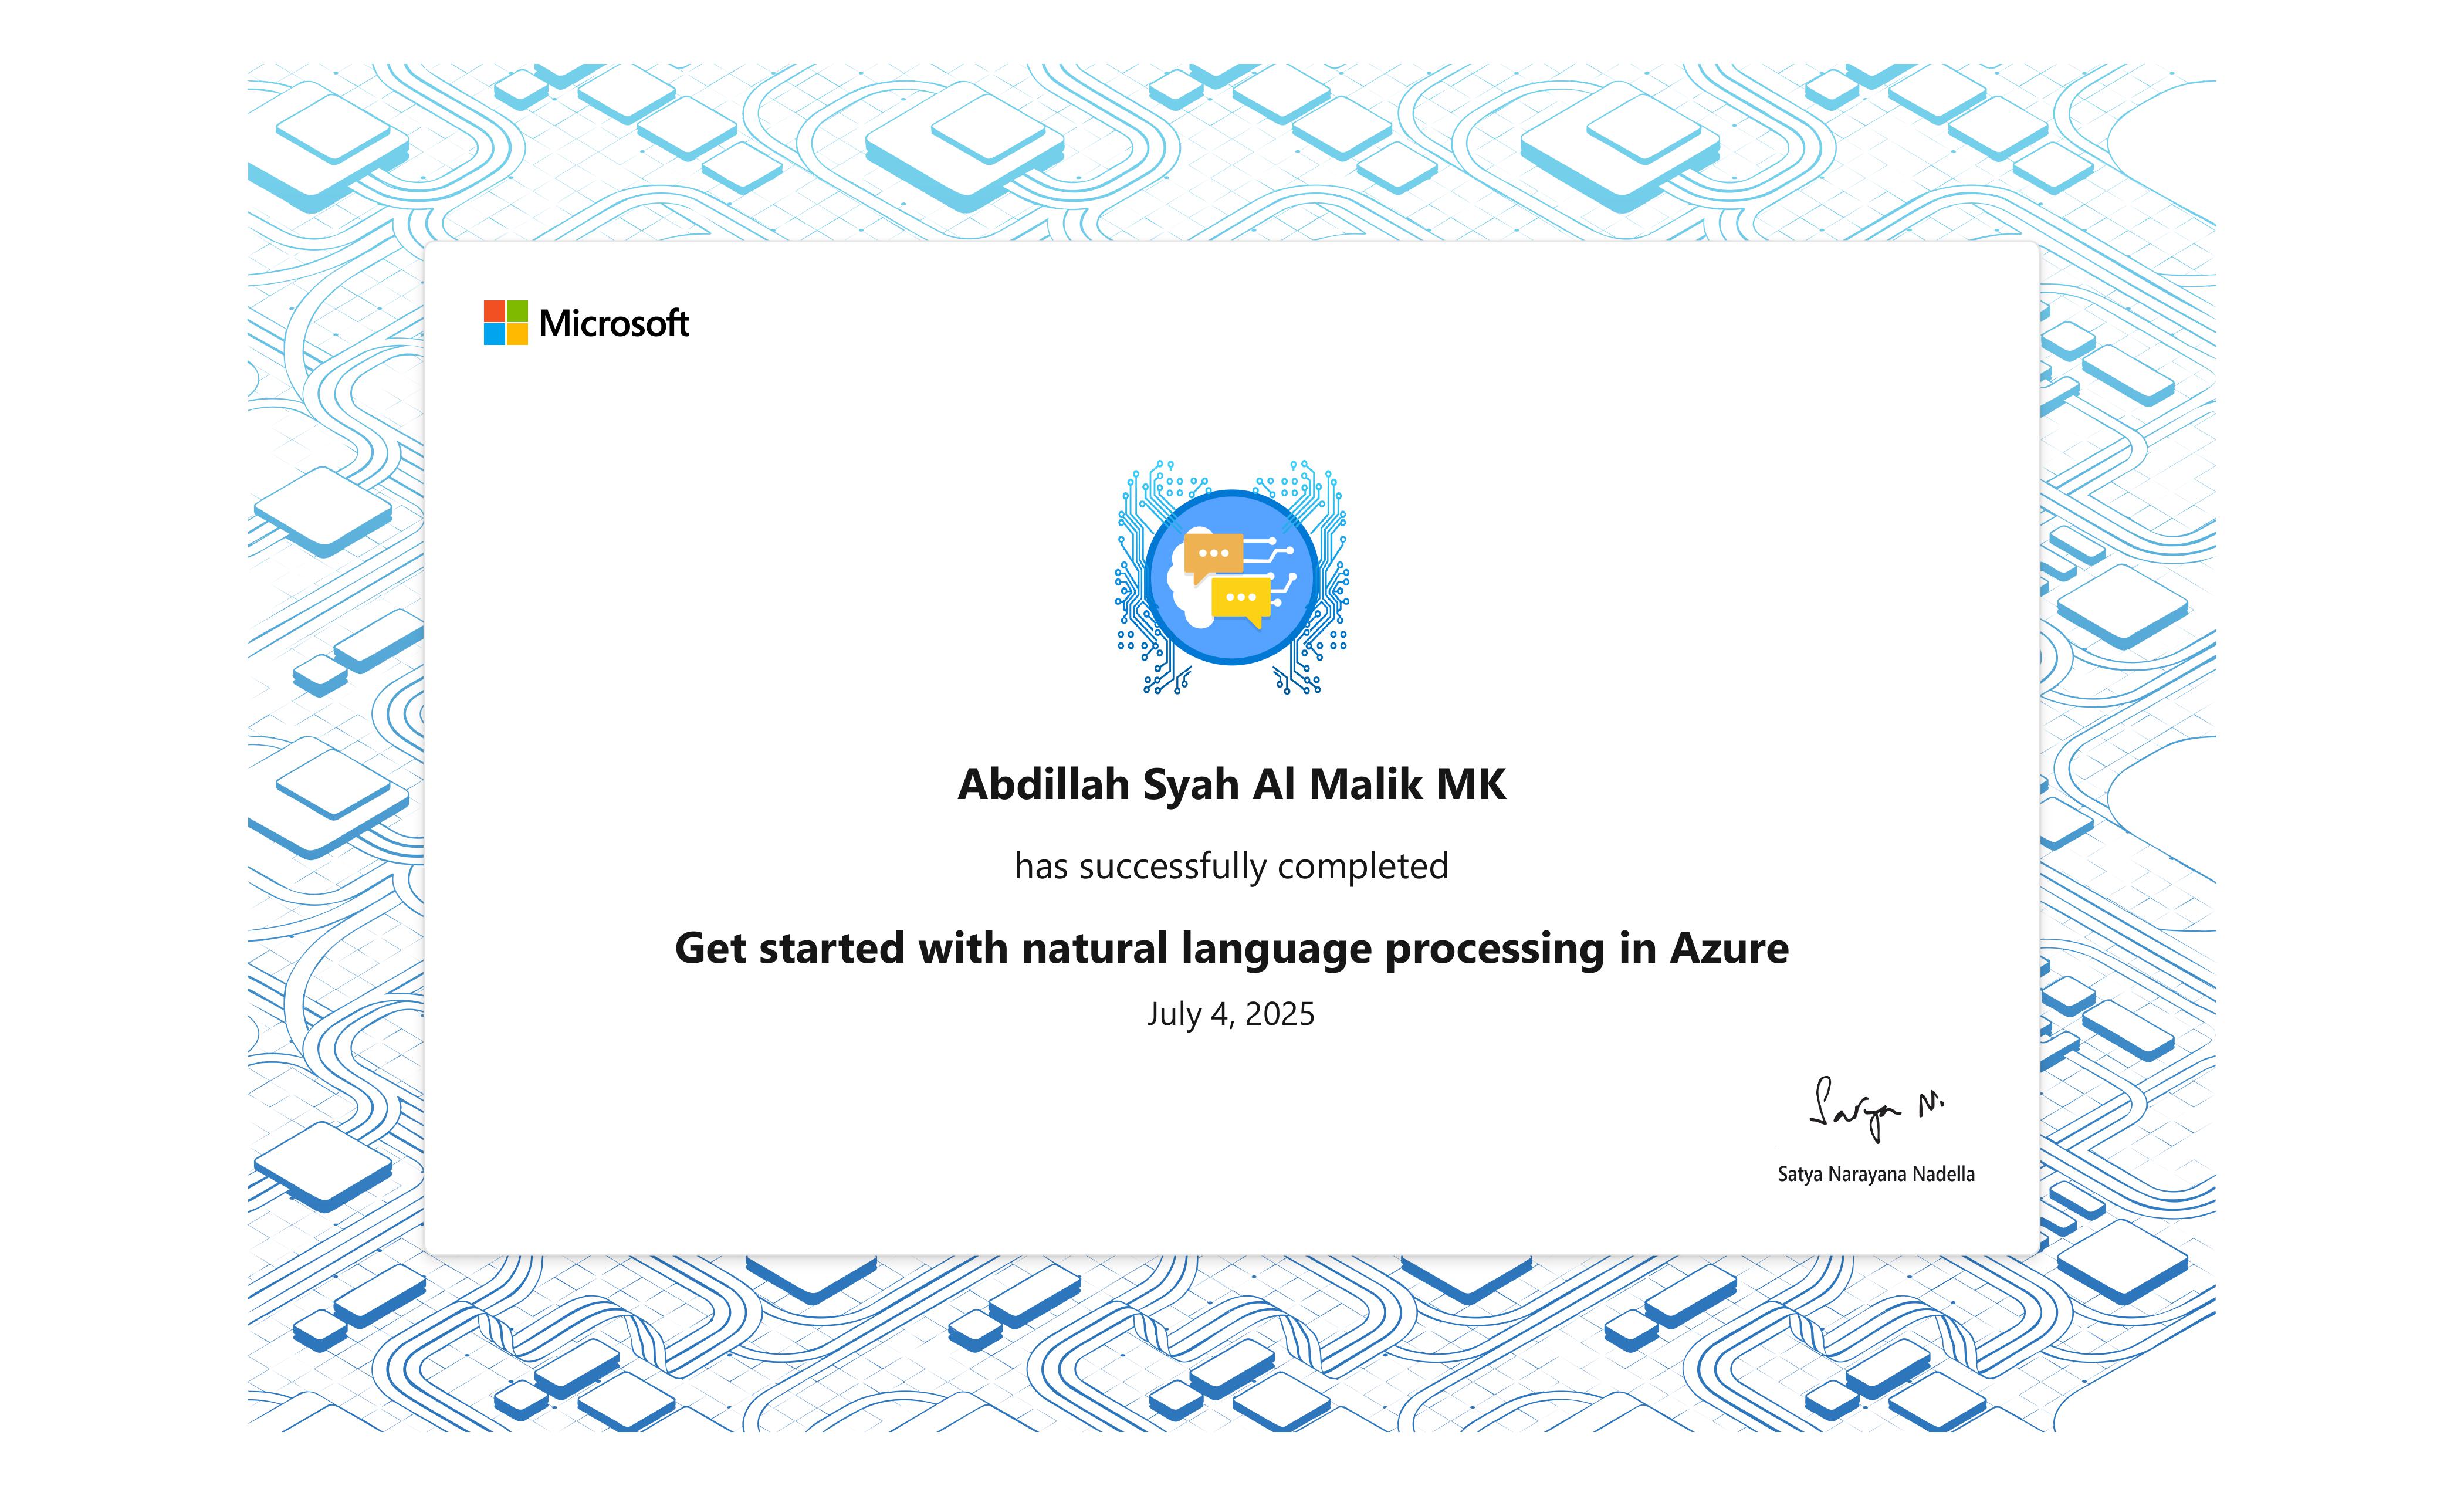 Microsoft
Abdillah Syah Al Malik MK
has successfully completed
Get started with natural language processing in Azure
July 4, 2025
Satya N.
Satya Narayana Nadella